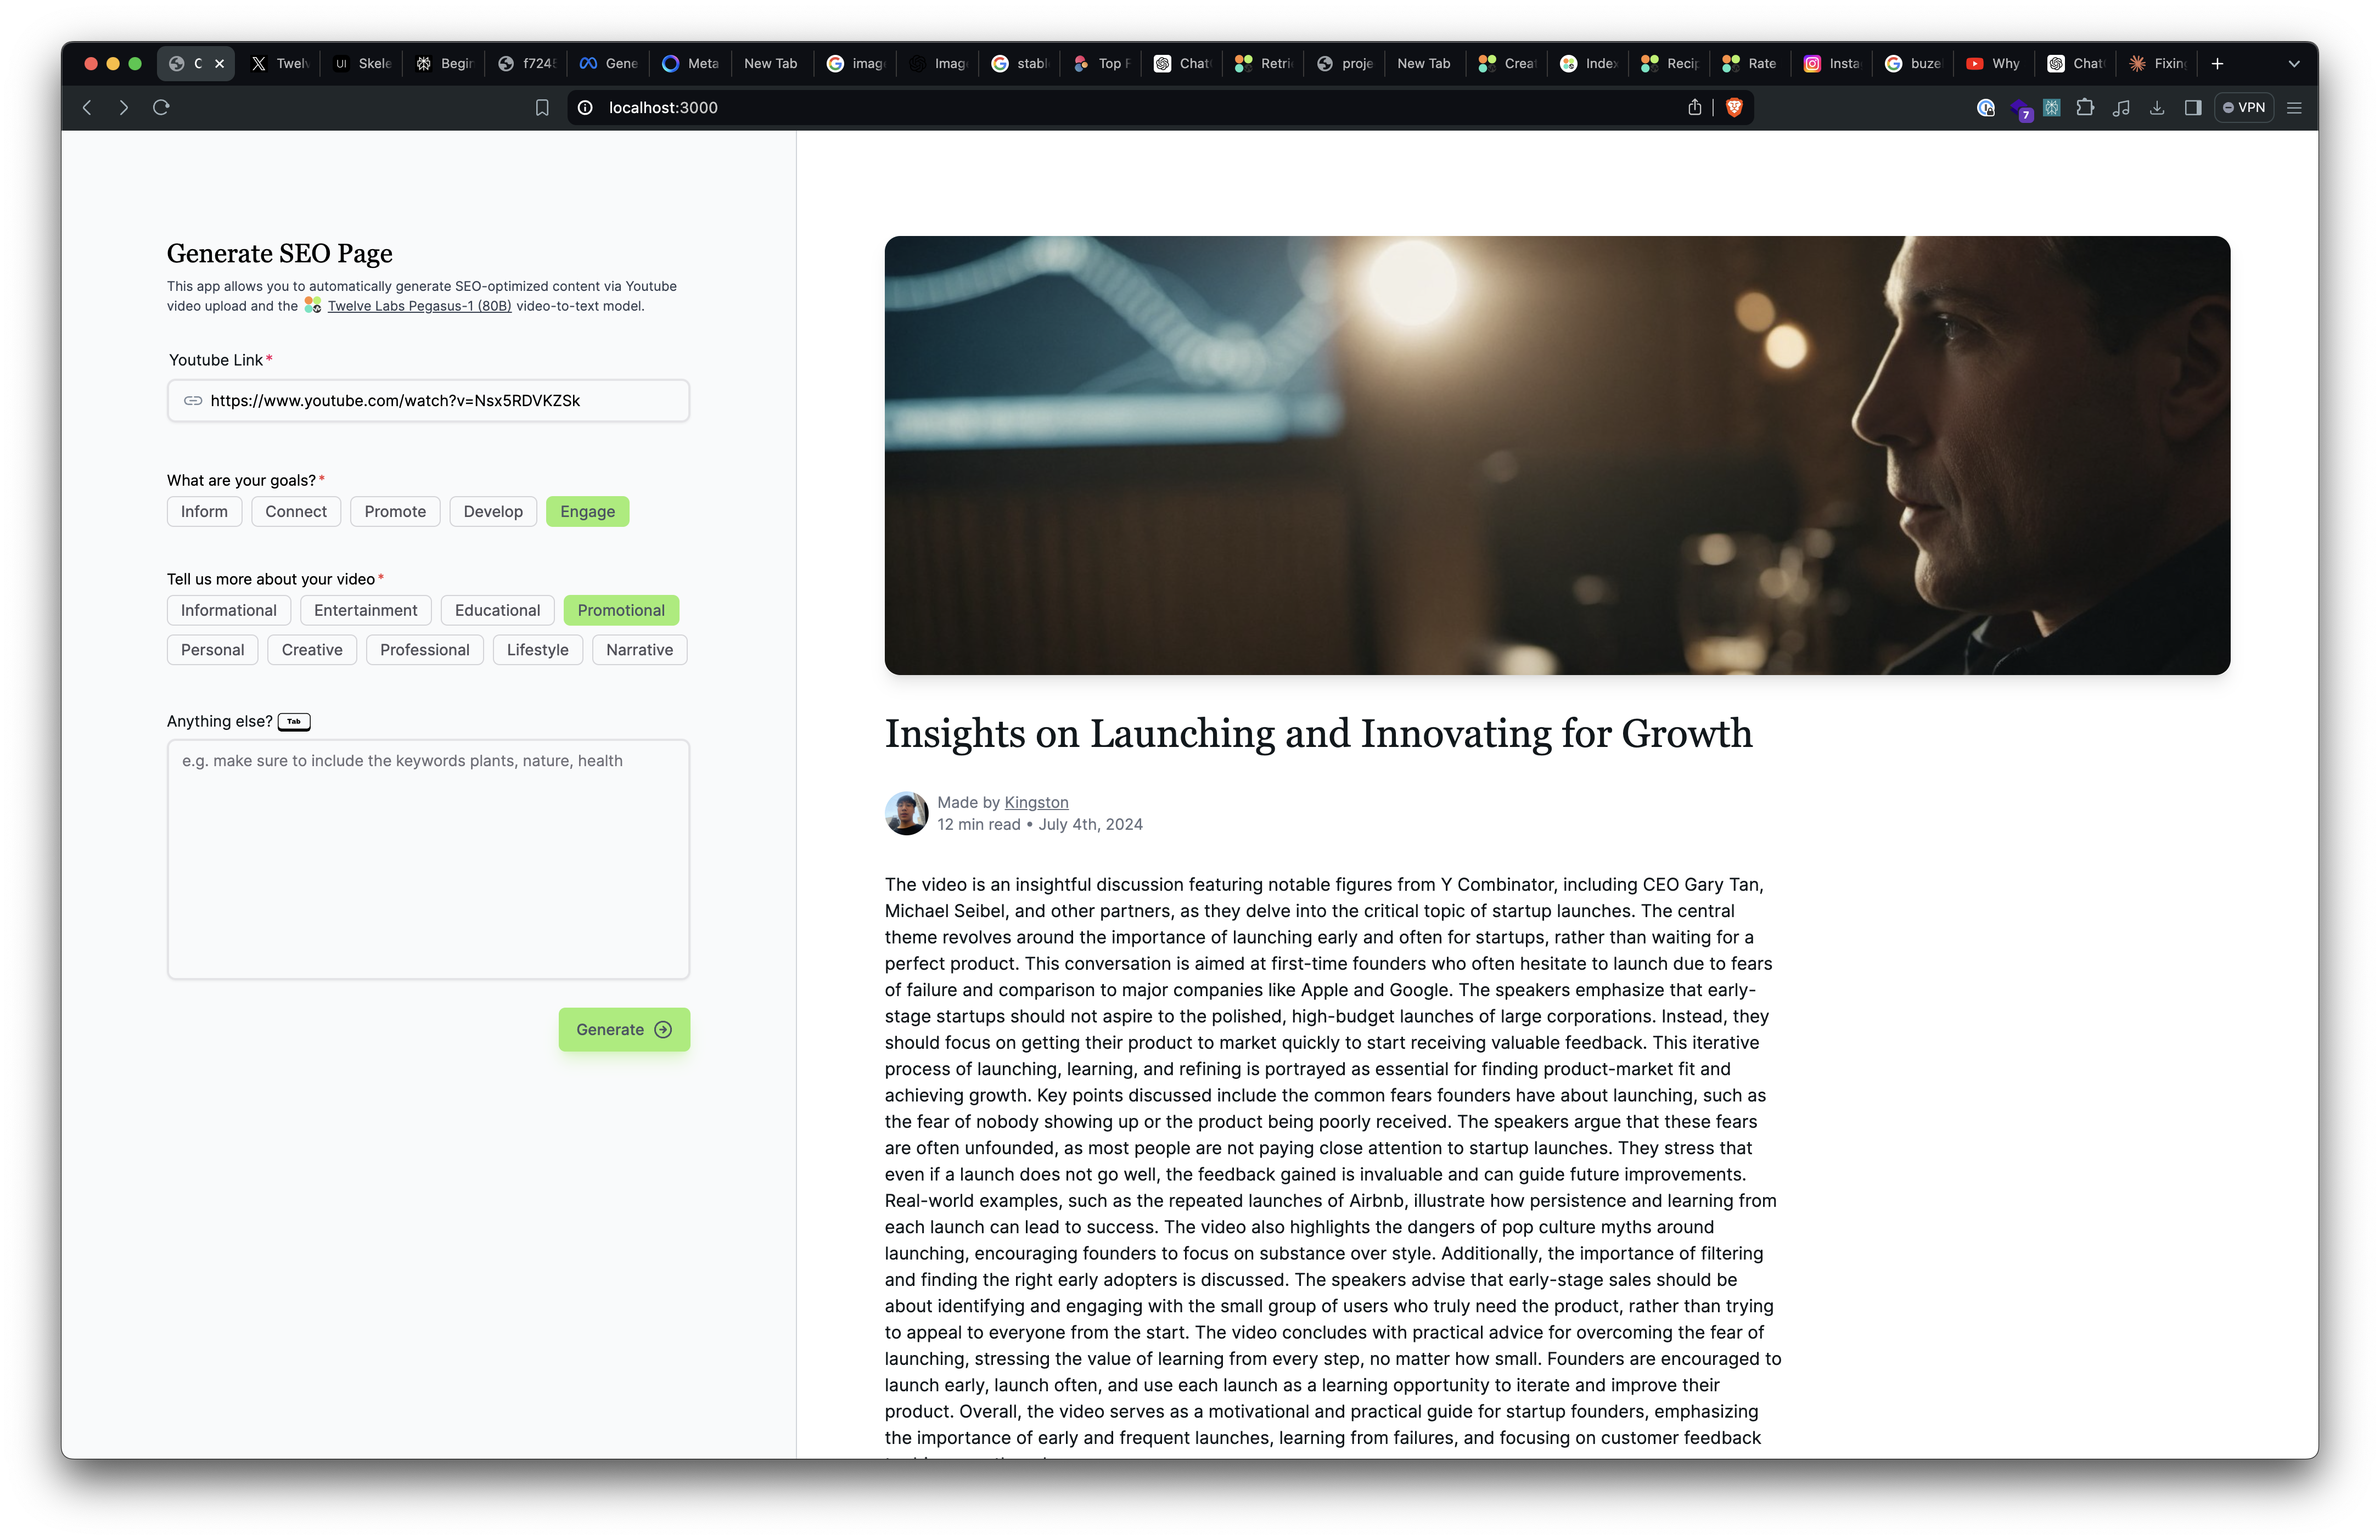 C
Twelv
UI
Skele
Begin
f7245
Gene
Meta
New Tab
imag
Imag
stabl
Top F
Chat
Retri
proje
New Tab
Creat
Index
Recip
Rate
Insta
buze
Why
Chat
Fixing
localhost:3000
7
VPN
Generate SEO Page
This app allows you to automatically generate SEO-optimized content via Youtube
video upload and the Twelve Labs Pegasus-1 (80B) video-to-text model.
Youtube Link*
https://www.youtube.com/watch?v=Nsx5RDVKZSk
What are your goals?*
Inform Connect Promote Develop Engage
Tell us more about your video*
Informational Entertainment Educational Promotional
Personal Creative Professional Lifestyle Narrative
Anything else? Tab
e.g. make sure to include the keywords plants, nature, health
Generate
Insights on Launching and Innovating for Growth
Made by Kingston
12 min read • July 4th, 2024
The video is an insightful discussion featuring notable figures from Y Combinator, including CEO Gary Tan,
Michael Seibel, and other partners, as they delve into the critical topic of startup launches. The central
theme revolves around the importance of launching early and often for startups, rather than waiting for a
perfect product. This conversation is aimed at first-time founders who often hesitate to launch due to fears
of failure and comparison to major companies like Apple and Google. The speakers emphasize that early-
stage startups should not aspire to the polished, high-budget launches of large corporations. Instead, they
should focus on getting their product to market quickly to start receiving valuable feedback. This iterative
process of launching, learning, and refining is portrayed as essential for finding product-market fit and
achieving growth. Key points discussed include the common fears founders have about launching, such as
the fear of nobody showing up or the product being poorly received. The speakers argue that these fears
are often unfounded, as most people are not paying close attention to startup launches. They stress that
even if a launch does not go well, the feedback gained is invaluable and can guide future improvements.
Real-world examples, such as the repeated launches of Airbnb, illustrate how persistence and learning from
each launch can lead to success. The video also highlights the dangers of pop culture myths around
launching, encouraging founders to focus on substance over style. Additionally, the importance of filtering
and finding the right early adopters is discussed. The speakers advise that early-stage sales should be
about identifying and engaging with the small group of users who truly need the product, rather than trying
to appeal to everyone from the start. The video concludes with practical advice for overcoming the fear of
launching, stressing the value of learning from every step, no matter how small. Founders are encouraged to
launch early, launch often, and use each launch as a learning opportunity to iterate and improve their
product. Overall, the video serves as a motivational and practical guide for startup founders, emphasizing
the importance of early and frequent launches, learning from failures, and focusing on customer feedback